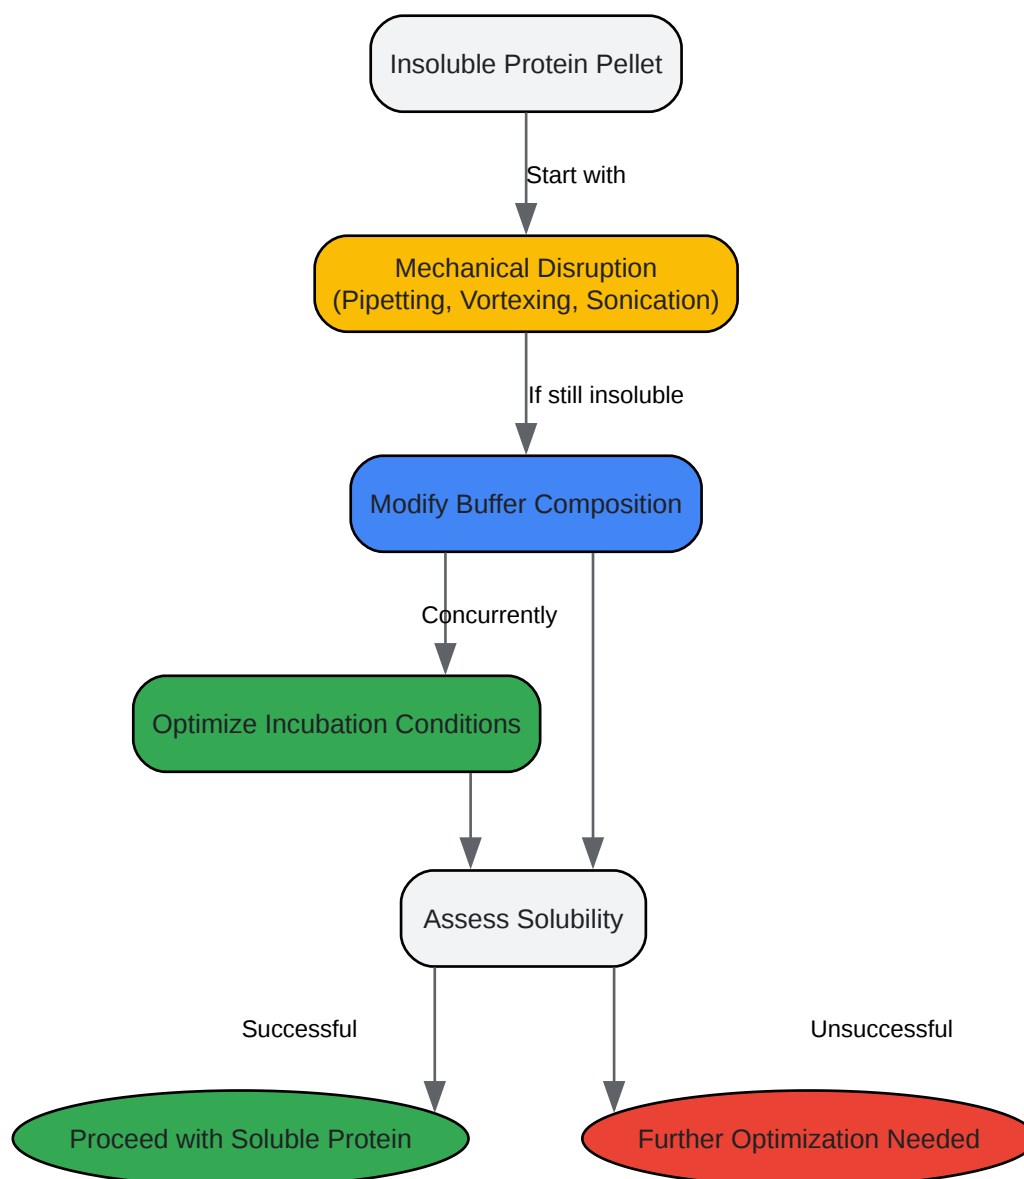 Insoluble Protein Pellet
Start with
Mechanical Disruption
(Pipetting, Vortexing, Sonication)
If still insoluble
Modify Buffer Composition
Concurrently
Optimize Incubation Conditions
Assess Solubility
Successful
Unsuccessful
Proceed with Soluble Protein
Further Optimization Needed